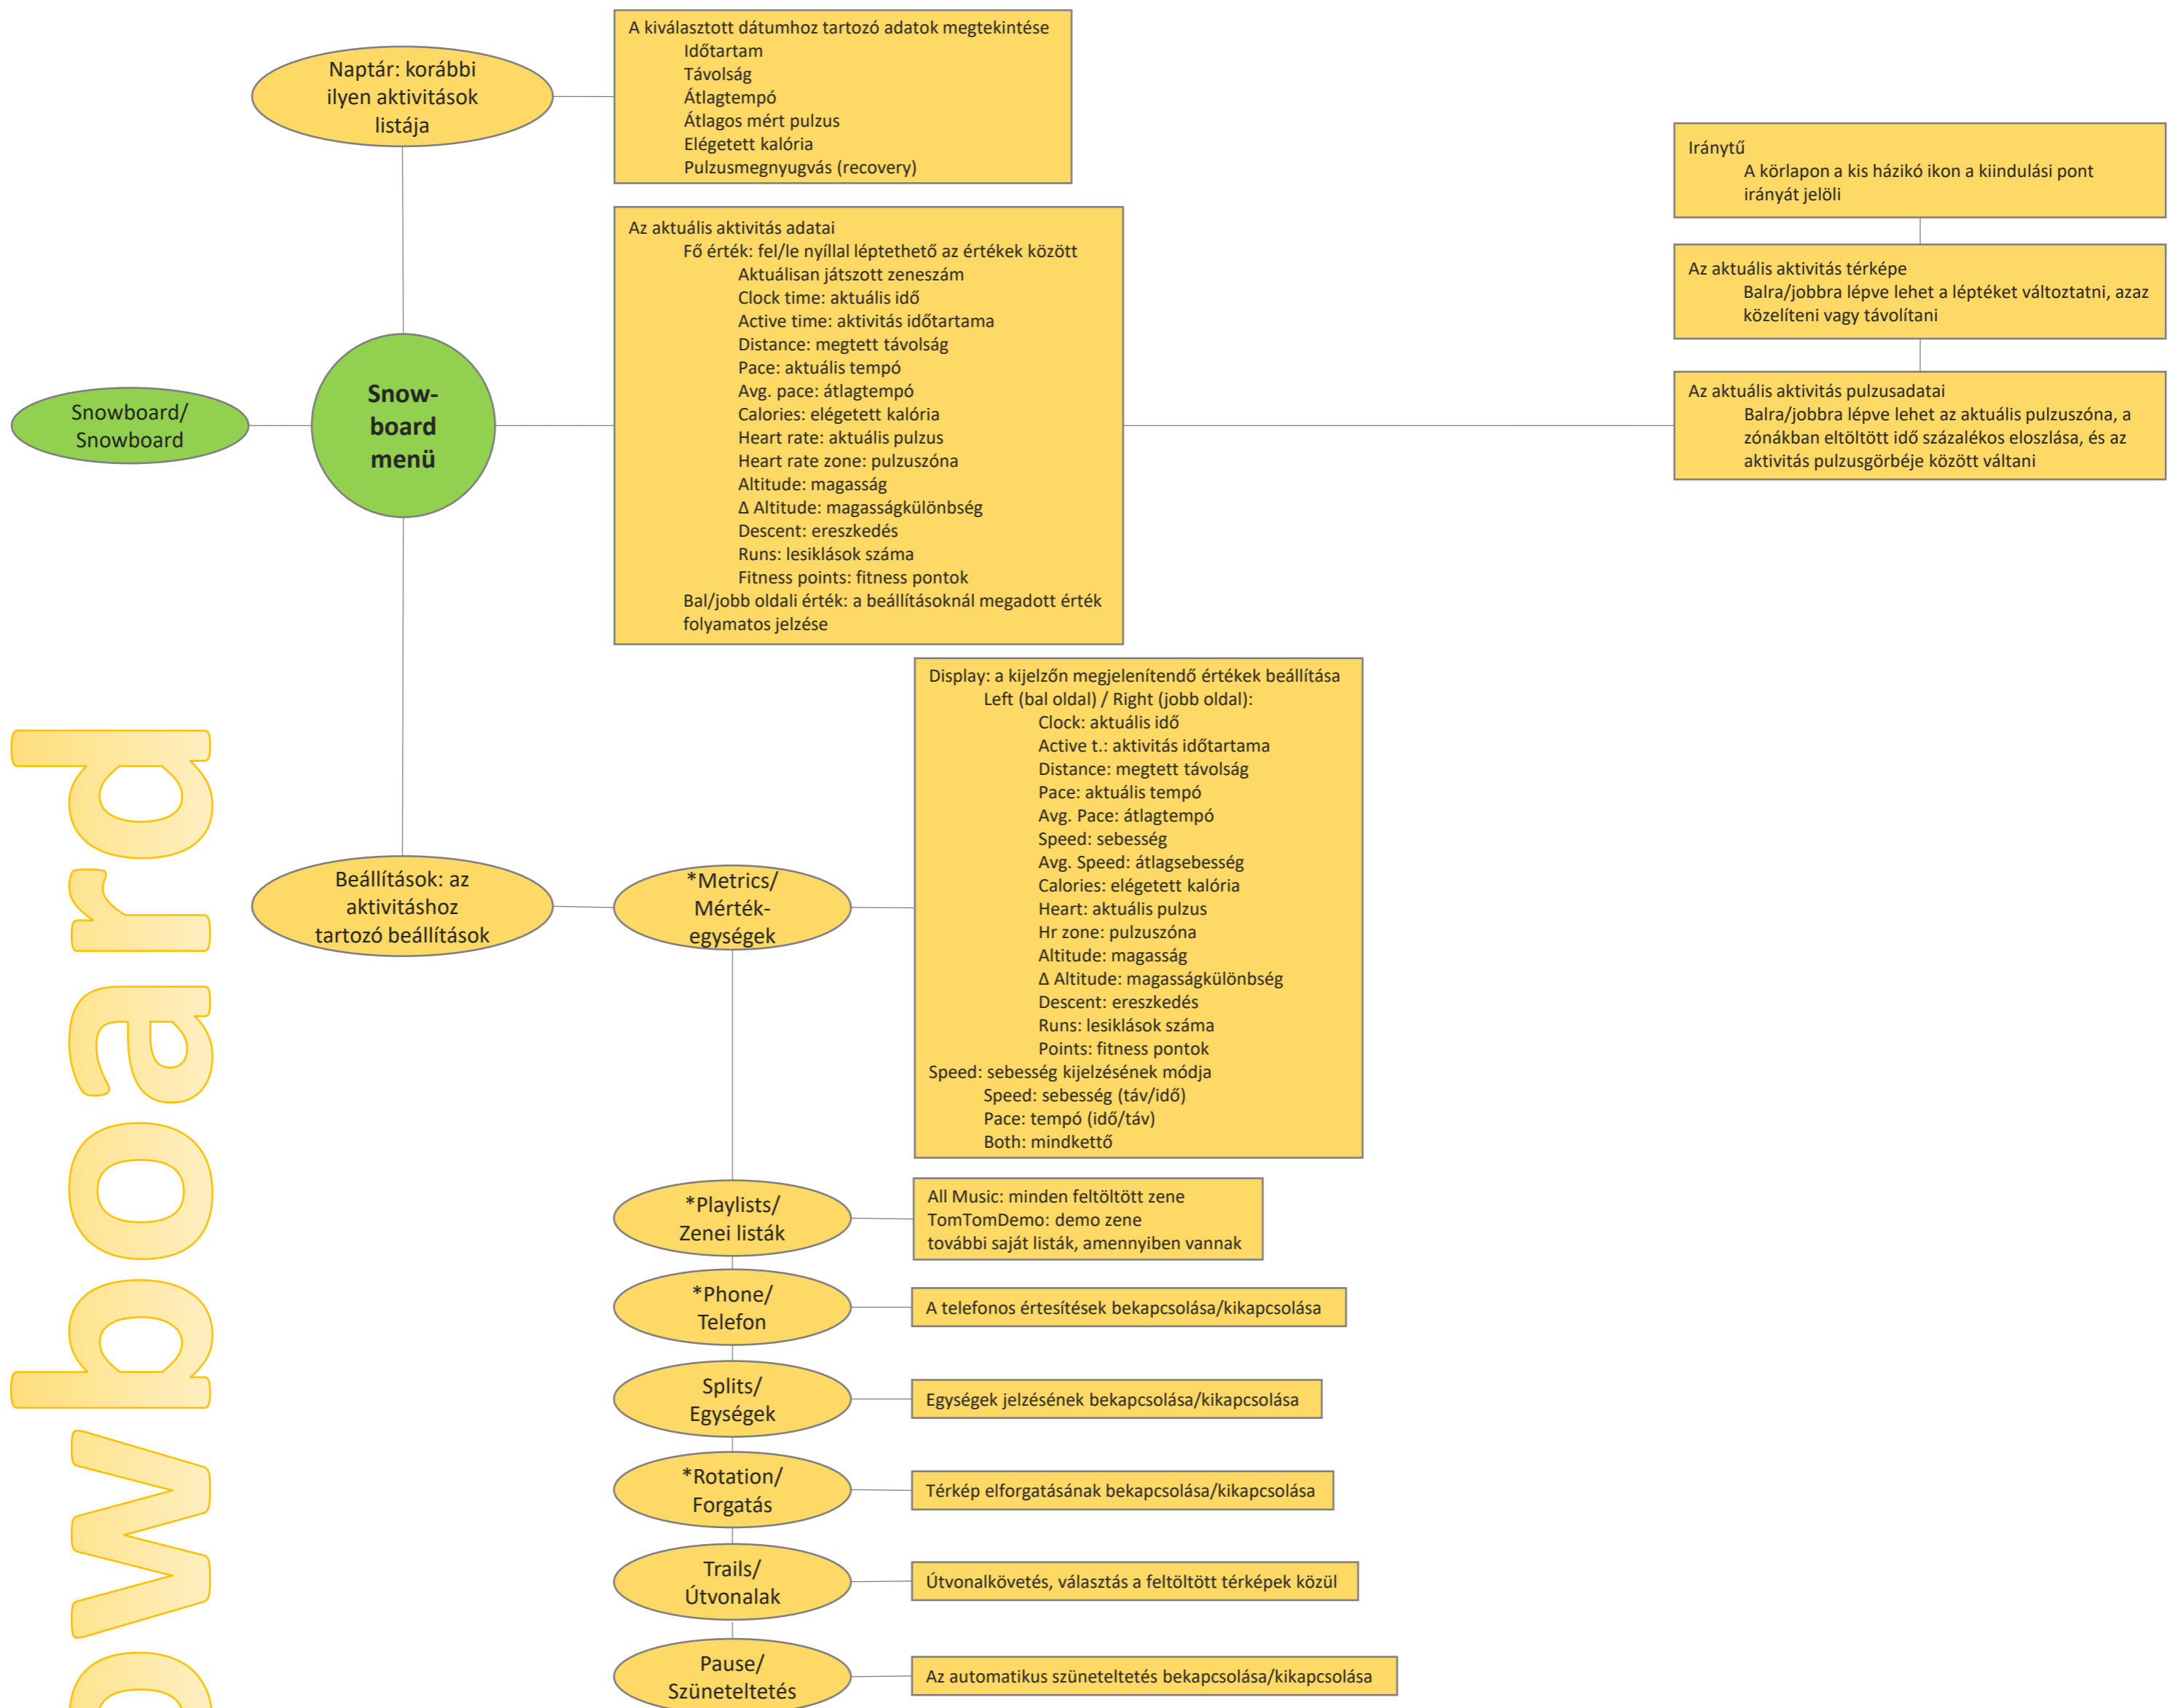 Naptár: korábbi
ilyen aktivitások
listája
A kiválasztott dátumhoz tartozó adatok megtekintése
Időtartam
Távolság
Átlagtempó
Átlagos mért pulzus
Elégetett kalória
Pulzusmegnyugvás (recovery)
Snowboard/
Snowboard
Snow-
board
menü
Az aktuális aktivitás adatai
Fő érték: fel/le nyíllal léptethető az értékek között
Aktuálisan játszott zeneszám
Clock time: aktuális idő
Active time: aktivitás időtartama
Distance: megtett távolság
Pace: aktuális tempó
Avg. pace: átlagtempó
Calories: elégetett kalória
Heart rate: aktuális pulzus
Heart rate zone: pulzuszóna
Altitude: magasság
Δ Altitude: magasságkülönbség
Descent: ereszkedés
Runs: lesiklások száma
Fitness points: fitness pontok
Bal/jobb oldali érték: a beállításoknál megadott érték
folyamatos jelzése
Iránytű
A körlapon a kis házikó ikon a kiindulási pont
irányát jelöli
Az aktuális aktivitás térképe
Balra/jobbra lépve lehet a léptéket változtatni, azaz
közelíteni vagy távolítani
Az aktuális aktivitás pulzusadatai
Balra/jobbra lépve lehet az aktuális pulzuszóna, a
zónákban eltöltött idő százalékos eloszlása, és az
aktivitás pulzusgörbéje között váltani
Beállítások: az
aktivitáshoz
tartozó beállítások
*Metrics/
Mérték-
egységek
Display: a kijelzőn megjelenítendő értékek beállítása
Left (bal oldal) / Right (jobb oldal):
Clock: aktuális idő
Active t.: aktivitás időtartama
Distance: megtett távolság
Pace: aktuális tempó
Avg. Pace: átlagtempó
Speed: sebesség
Avg. Speed: átlagsebesség
Calories: elégetett kalória
Heart: aktuális pulzus
Hr zone: pulzuszóna
Altitude: magasság
Δ Altitude: magasságkülönbség
Descent: ereszkedés
Runs: lesiklások száma
Points: fitness pontok
Speed: sebesség kijelzésének módja
Speed: sebesség (táv/idő)
Pace: tempó (idő/táv)
Both: mindkettő
*Playlists/
Zenei listák
All Music: minden feltöltött zene
TomTomDemo: demo zene
további saját listák, amennyiben vannak
*Phone/
Telefon
A telefonos értesítések bekapcsolása/kikapcsolása
Splits/
Egységek
Egységek jelzésének bekapcsolása/kikapcsolása
*Rotation/
Forgatás
Térkép elforgatásának bekapcsolása/kikapcsolása
Trails/
Útvonalak
Útvonalkövetés, választás a feltöltött térképek közül
Pause/
Szüneteltetés
Az automatikus szüneteltetés bekapcsolása/kikapcsolása
owboard